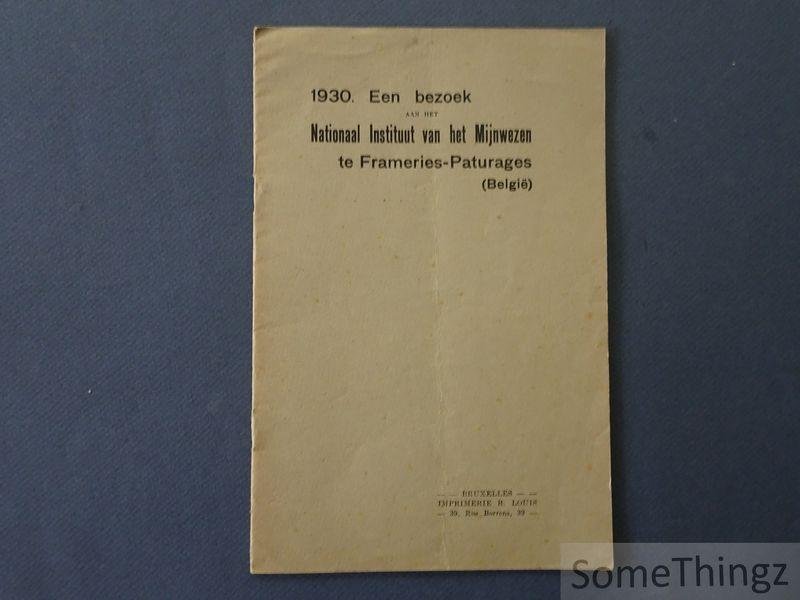 1930. Een bezoek
AAN HET
Nationaal Instituut van het Mijnwezen
te Frameries-Paturages
(België)
— — BRUXELLES — —
IMPRIMERIE R. LOUIS
— 39, Rue Borrens, 39 —
SomeThingz